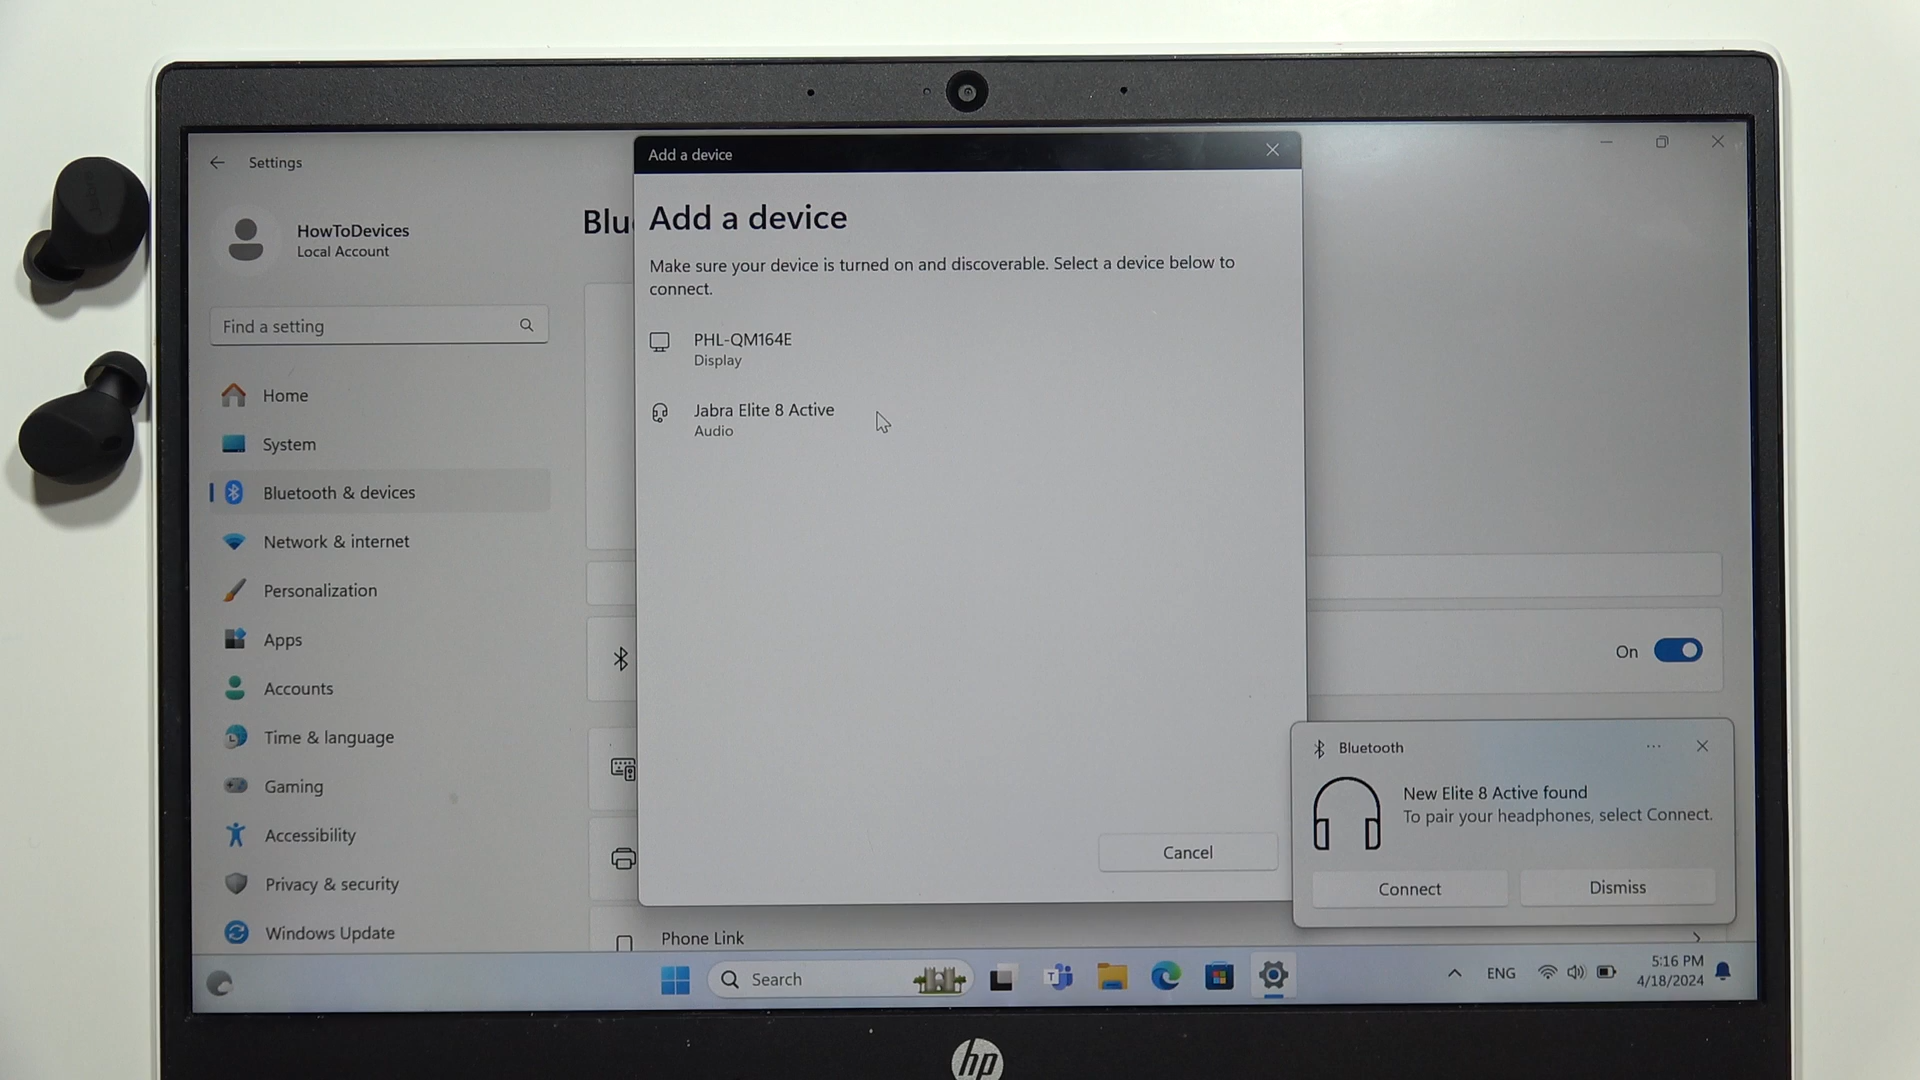 Settings
HowToDevices
Local Account
Find a setting
Home
System
Bluetooth & devices
Network & internet
Personalization
Apps
Accounts
Time & language
Gaming
Accessibility
Privacy & security
Windows Update
Blu
Add a device
Add a device
Make sure your device is turned on and discoverable. Select a device below to
connect.
PHL-QM164E
Display
Jabra Elite 8 Active
Audio
Cancel
On
Bluetooth
New Elite 8 Active found
To pair your headphones, select Connect.
Connect
Dismiss
Phone Link
Search
ENG
5:16 PM
4/18/2024
hp